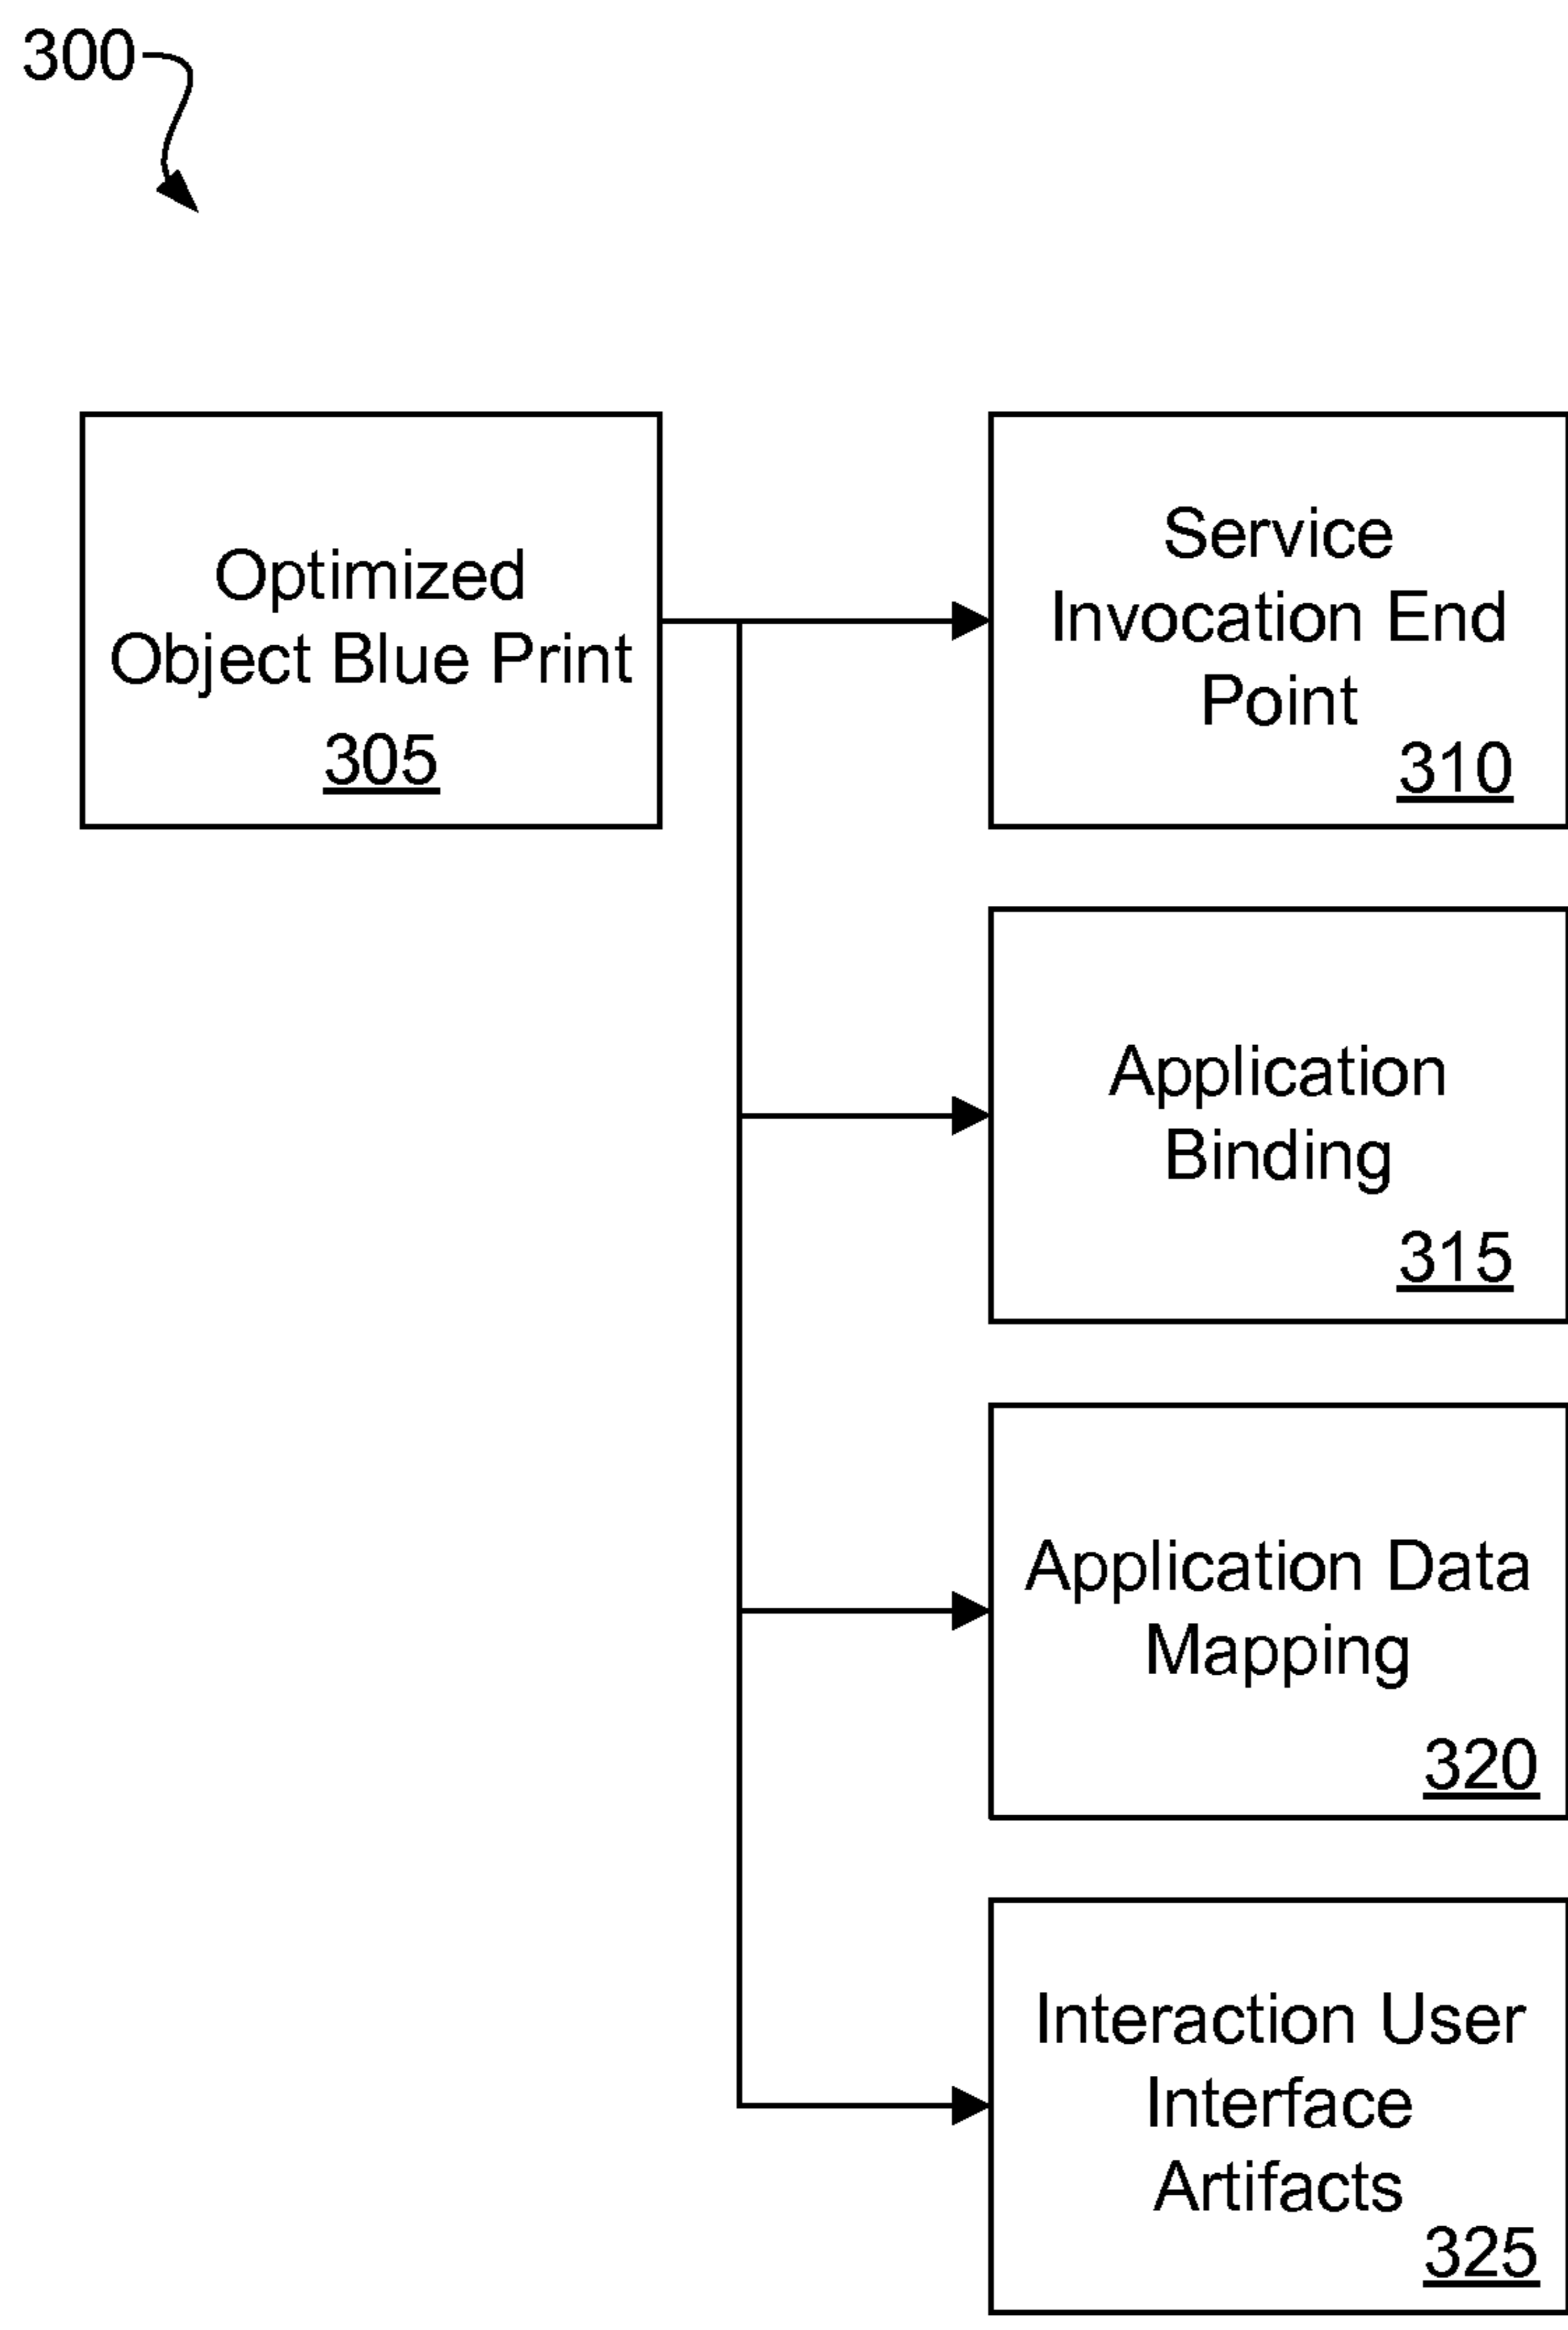 300
Optimized
Object Blue Print
305
Service
Invocation End
Point
310
Application
Binding
315
Application Data
Mapping
320
Interaction User
Interface
Artifacts
325